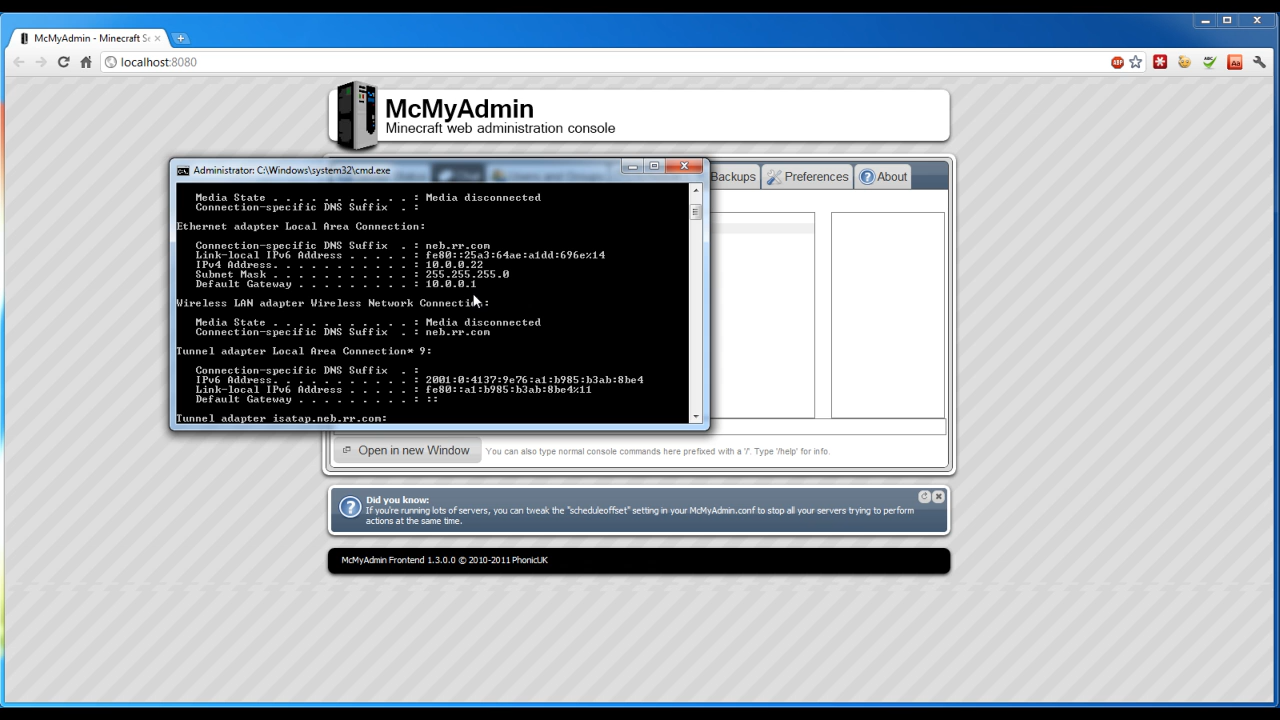 McMyAdmin - Minecraft Se
localhost:8080
McMyAdmin
Minecraft web administration console
Administrator: C:\Windows\system32\cmd.exe
Backups
Preferences
About
Media State . . . . . . . . . . . : Media disconnected
Connection-specific DNS Suffix  . :
Ethernet adapter Local Area Connection:
Connection-specific DNS Suffix  . : neb.rr.com
Link-local IPv6 Address . . . . . : fe80::25a3:64ae:a1dd:696e%14
IPv4 Address. . . . . . . . . . . : 10.0.0.22
Subnet Mask . . . . . . . . . . . : 255.255.255.0
Default Gateway . . . . . . . . . : 10.0.0.1
Wireless LAN adapter Wireless Network Connection:
Media State . . . . . . . . . . . : Media disconnected
Connection-specific DNS Suffix  . : neb.rr.com
Tunnel adapter Local Area Connection* 9:
Connection-specific DNS Suffix  . :
IPv6 Address. . . . . . . . . . . : 2001:0:4137:9e76:a1:b985:b3ab:8be4
Link-local IPv6 Address . . . . . : fe80::a1:b985:b3ab:8be4%11
Default Gateway . . . . . . . . . : ::
Tunnel adapter isatap.neb.rr.com:
Open in new Window
You can also type normal console commands here prefixed with a '/'. Type '/help' for info.
Did you know:
If you're running lots of servers, you can tweak the "scheduleoffset" setting in your McMyAdmin.conf to stop all your servers trying to perform
actions at the same time.
McMyAdmin Frontend 1.3.0.0 © 2010-2011 PhonicUK